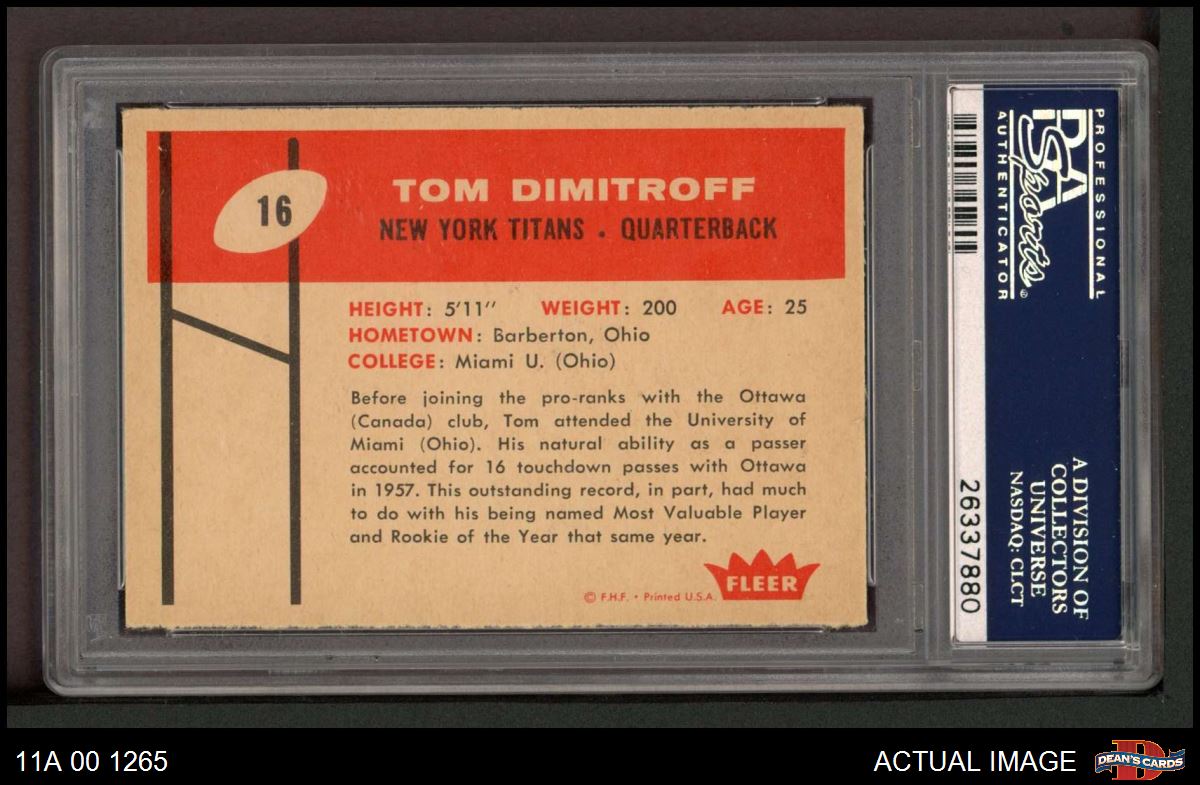 16
TOM DIMITROFF
NEW YORK TITANS . QUARTERBACK
HEIGHT: 5'11" WEIGHT: 200 AGE: 25
HOMETOWN: Barberton, Ohio
COLLEGE: Miami U. (Ohio)
Before joining the pro-ranks with the Ottawa
(Canada) club, Tom attended the University of
Miami (Ohio). His natural ability as a passer
accounted for 16 touchdown passes with Ottawa
in 1957. This outstanding record, in part, had much
to do with his being named Most Valuable Player
and Rookie of the Year that same year.
FLEER
© F.H.F. • Printed U.S.A.
PROFESSIONAL
PSA
Sports®
AUTHENTICATOR
A DIVISION OF
COLLECTORS
UNIVERSE
NASDAQ: CLCT
26337880
11A 00 1265
ACTUAL IMAGE
D
DEAN'S CARDS